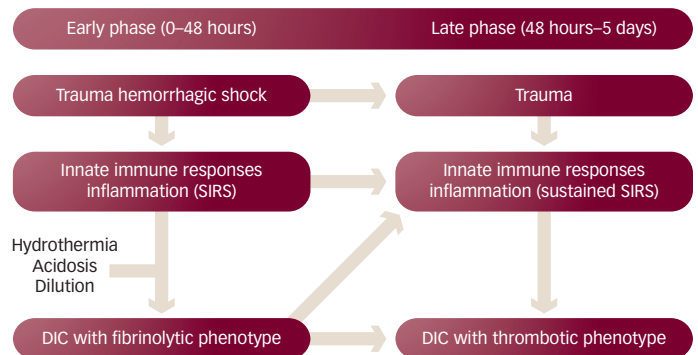 Early phase (0–48 hours)
Late phase (48 hours–5 days)
Trauma hemorrhagic shock
Trauma
Innate immune responses
inflammation (SIRS)
Innate immune responses
inflammation (sustained SIRS)
Hydrothermia
Acidosis
Dilution
DIC with fibrinolytic phenotype
DIC with thrombotic phenotype